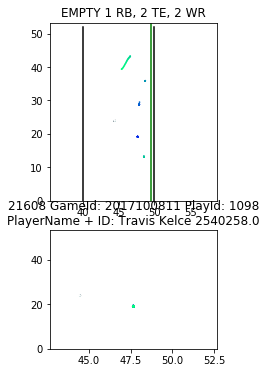 EMPTY 1 RB, 2 TE, 2 WR
50
40
30
20
10
0
40 45 50 55
21608 GameId: 2017100811 PlayId: 1098
PlayerName + ID: Travis Kelce 2540258.0
40
20
0
45.0 47.5 50.0 52.5